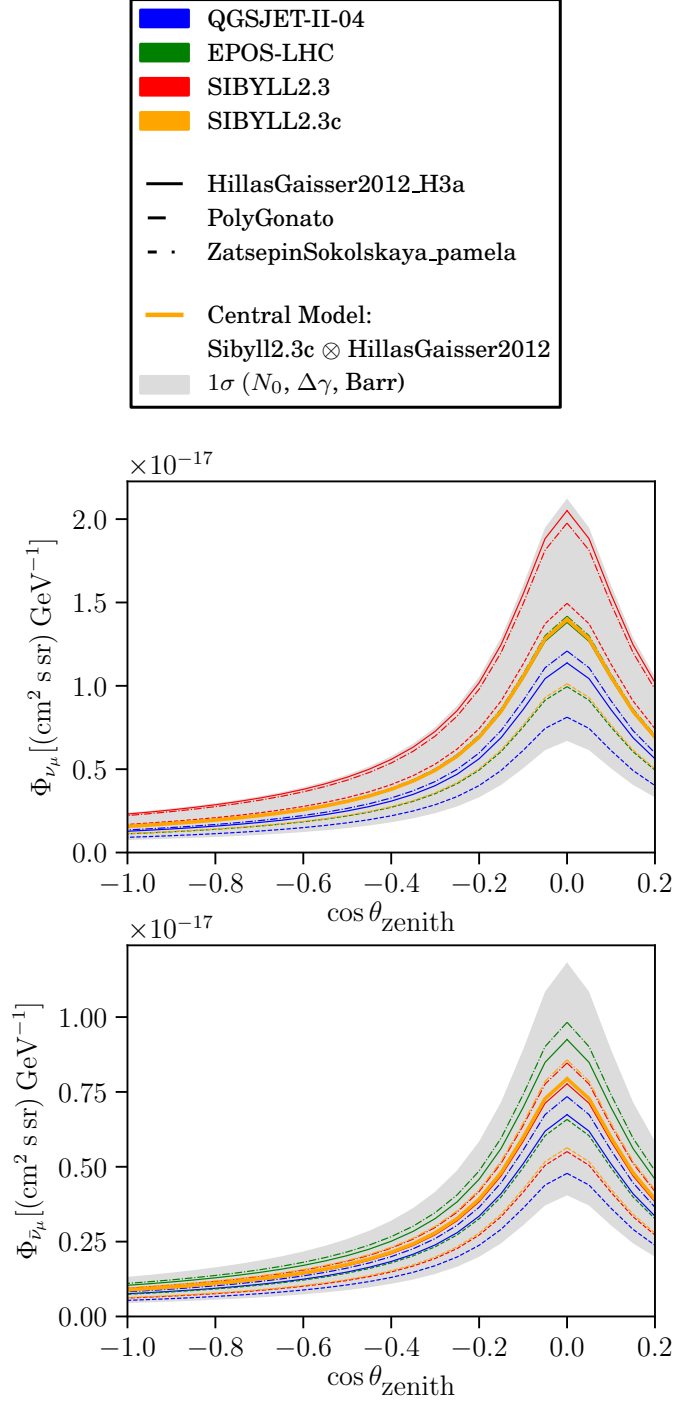 QGSJET-II-04
EPOS-LHC
SIBYLL2.3
SIBYLL2.3c
HillasGaisser2012_H3a
PolyGonato
ZatsepinSokolskaya_pamela
Central Model:
Sibyll2.3c ⊗ HillasGaisser2012
1σ (N₀, Δγ, Barr)
×10⁻¹⁷
2.0
1.5
1.0
0.5
0.0
Φ_{ν_μ}[(cm² s sr) GeV⁻¹]
−1.0 −0.8 −0.6 −0.4 −0.2 0.0 0.2
cos θ_zenith
×10⁻¹⁷
1.00
0.75
0.50
0.25
0.00
Φ_{ν̄_μ}[(cm² s sr) GeV⁻¹]
−1.0 −0.8 −0.6 −0.4 −0.2 0.0 0.2
cos θ_zenith